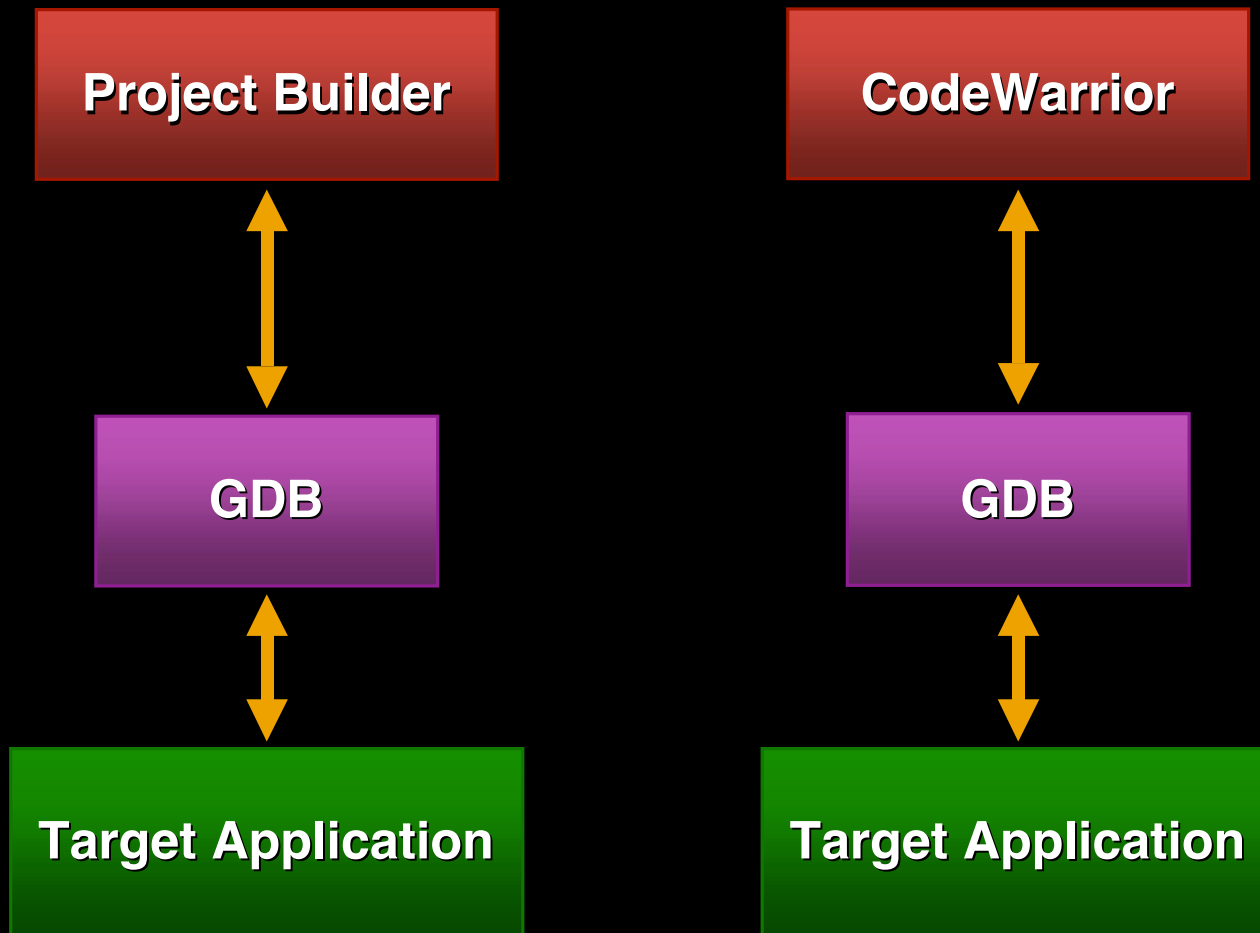 Project Builder
CodeWarrior
GDB
GDB
Target Application
Target Application